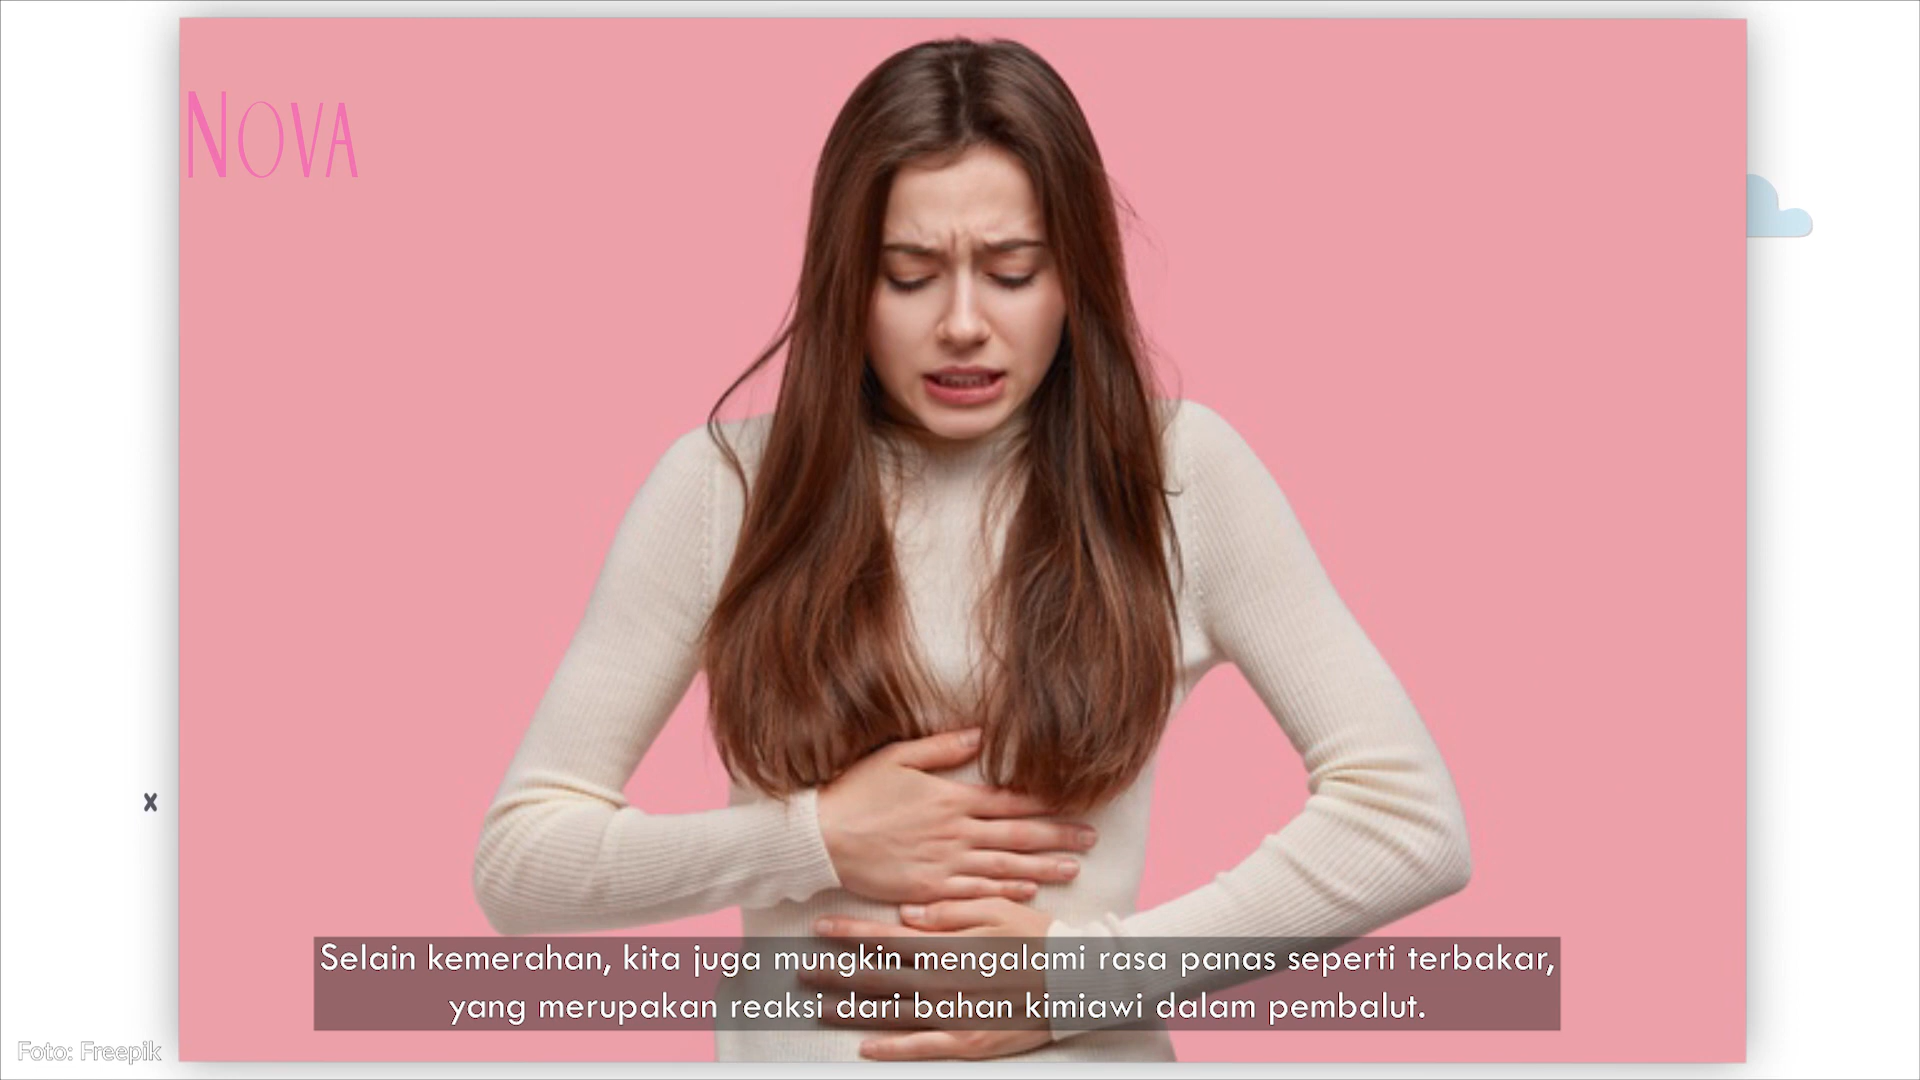 NOVA
Selain kemerahan, kita juga mungkin mengalami rasa panas seperti terbakar,
yang merupakan reaksi dari bahan kimiawi dalam pembalut.
Foto: Freepik